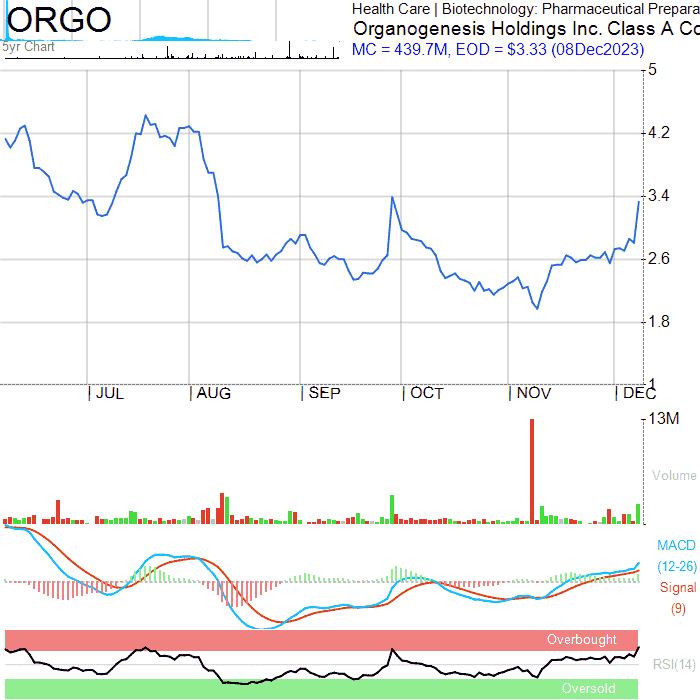 ORGO
Health Care | Biotechnology: Pharmaceutical Prepara
Organogenesis Holdings Inc. Class A Co
MC = 439.7M, EOD = $3.33 (08Dec2023)
5yr Chart
5
4.2
3.4
2.6
1.8
1
JUL AUG SEP OCT NOV DEC
13M
Volume
MACD
(12-26)
Signal
(9)
Overbought
RSI(14)
Oversold